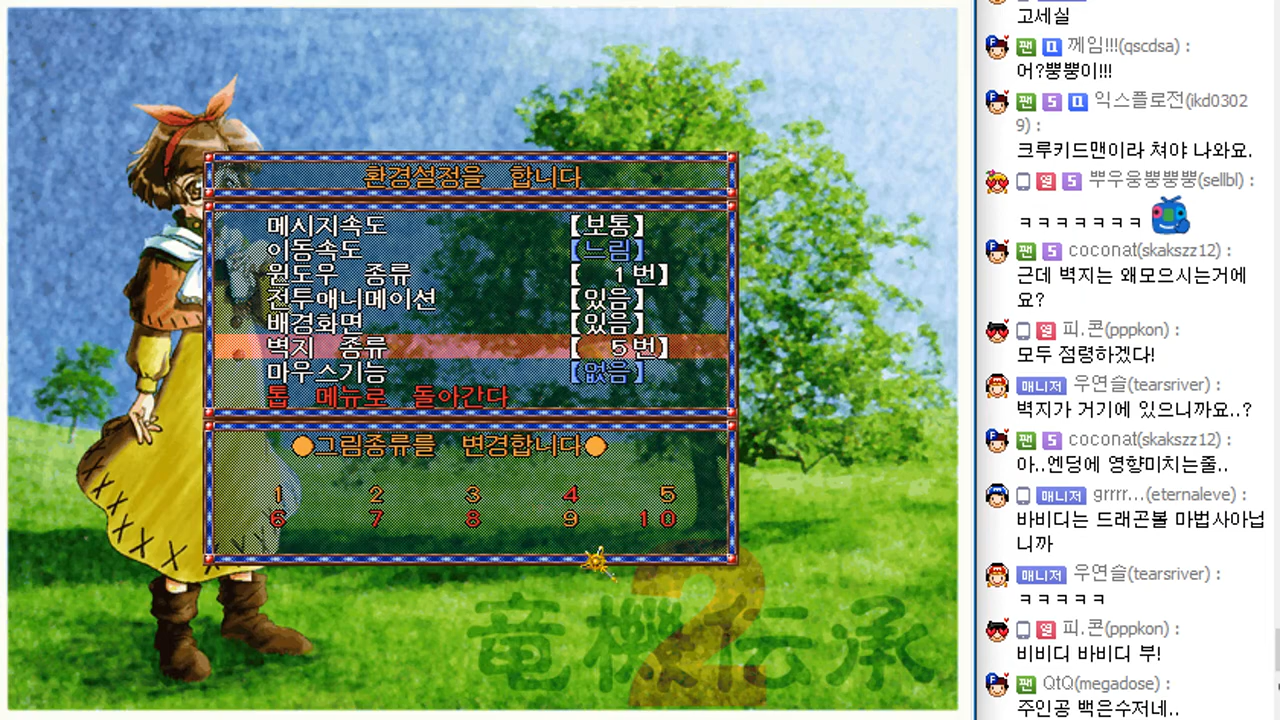 환경설정을 합니다
메시지속도 【보통】
이동속도 【느림】
윈도우 종류 【 1번】
전투애니메이션 【있음】
배경화면 【있음】
벽지 종류 【 5번】
마우스기능 【없음】
톱 메뉴로 돌아간다
●그림종류를 변경합니다●
1 2 3 4 5
6 7 8 9 10
竜機伝承
2
고세실
팬 께임!!!(qscdsa) :
어?뿡뿡이!!!
팬 S 익스플로전(ikd0302
9) :
크루키드맨이라 쳐야 나와요.
열 S 뿌우웅뿡뿡뿡(sellbl) :
ㅋㅋㅋㅋㅋㅋㅋ
팬 S coconat(skakszz12) :
근데 벽지는 왜모으시는거에
요?
열 피.콘(pppkon) :
모두 점령하겠다!
매니저 우연슬(tearsriver) :
벽지가 거기에 있으니까요..?
팬 S coconat(skakszz12) :
아..엔딩에 영향미치는줄..
매니저 grrrr...(eternaleve) :
바비디는 드래곤볼 마법사아닙
니까
매니저 우연슬(tearsriver) :
ㅋㅋㅋㅋㅋ
열 피.콘(pppkon) :
비비디 바비디 부!
팬 QtQ(megadose) :
주인공 백은수저네..